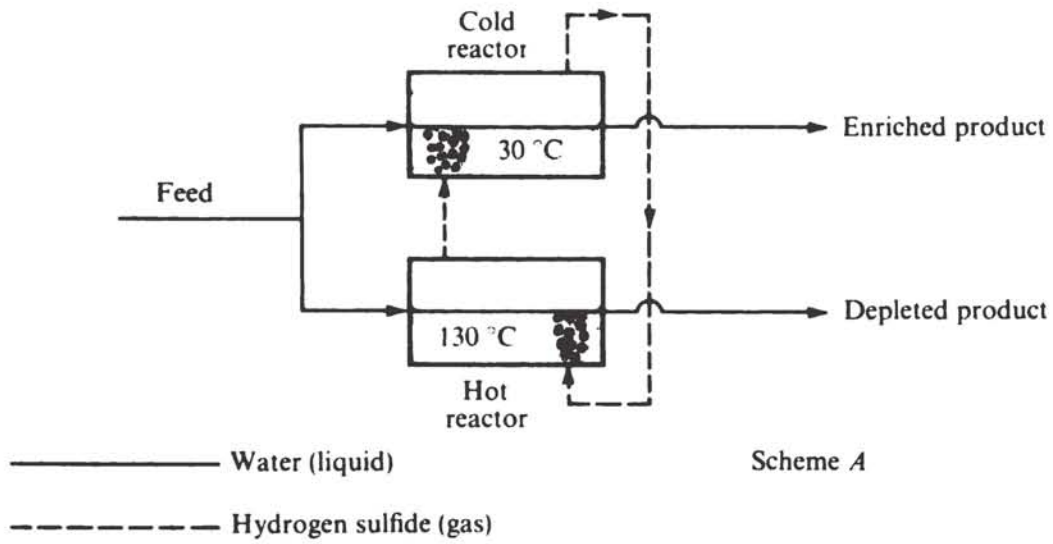 Cold
reactor
Enriched product
30 °C
Feed
Depleted product
130 °C
Hot
reactor
Water (liquid)
Scheme A
Hydrogen sulfide (gas)